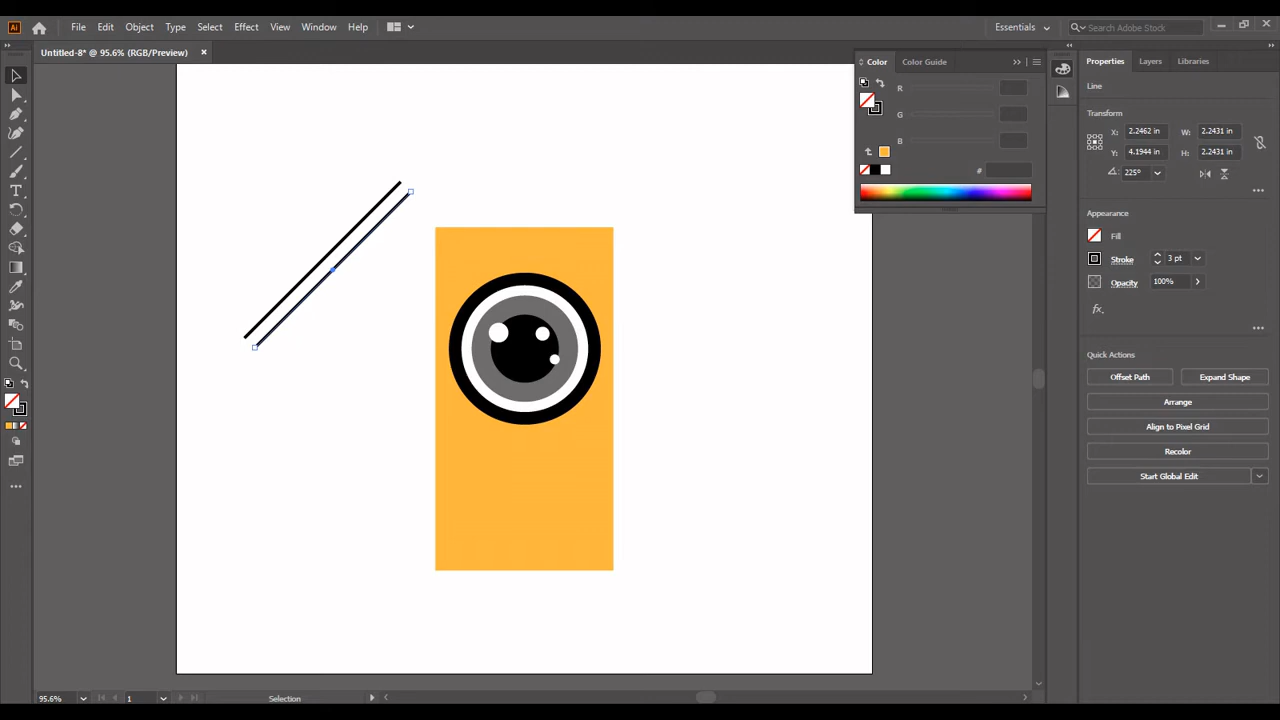 Ai File Edit Object Type Select Effect View Window Help Essentials Search Adobe Stock
Untitled-8* @ 95.6% (RGB/Preview) ×
Color Color Guide
R
G
B
#
Properties Layers Libraries
Line
Transform
X: 2.2462 in W: 2.2431 in
Y: 4.1944 in H: 2.2431 in
225°
Appearance
Fill
Stroke 3 pt
Opacity 100%
fx.
Quick Actions
Offset Path Expand Shape
Arrange
Align to Pixel Grid
Recolor
Start Global Edit
95.6% 1 Selection